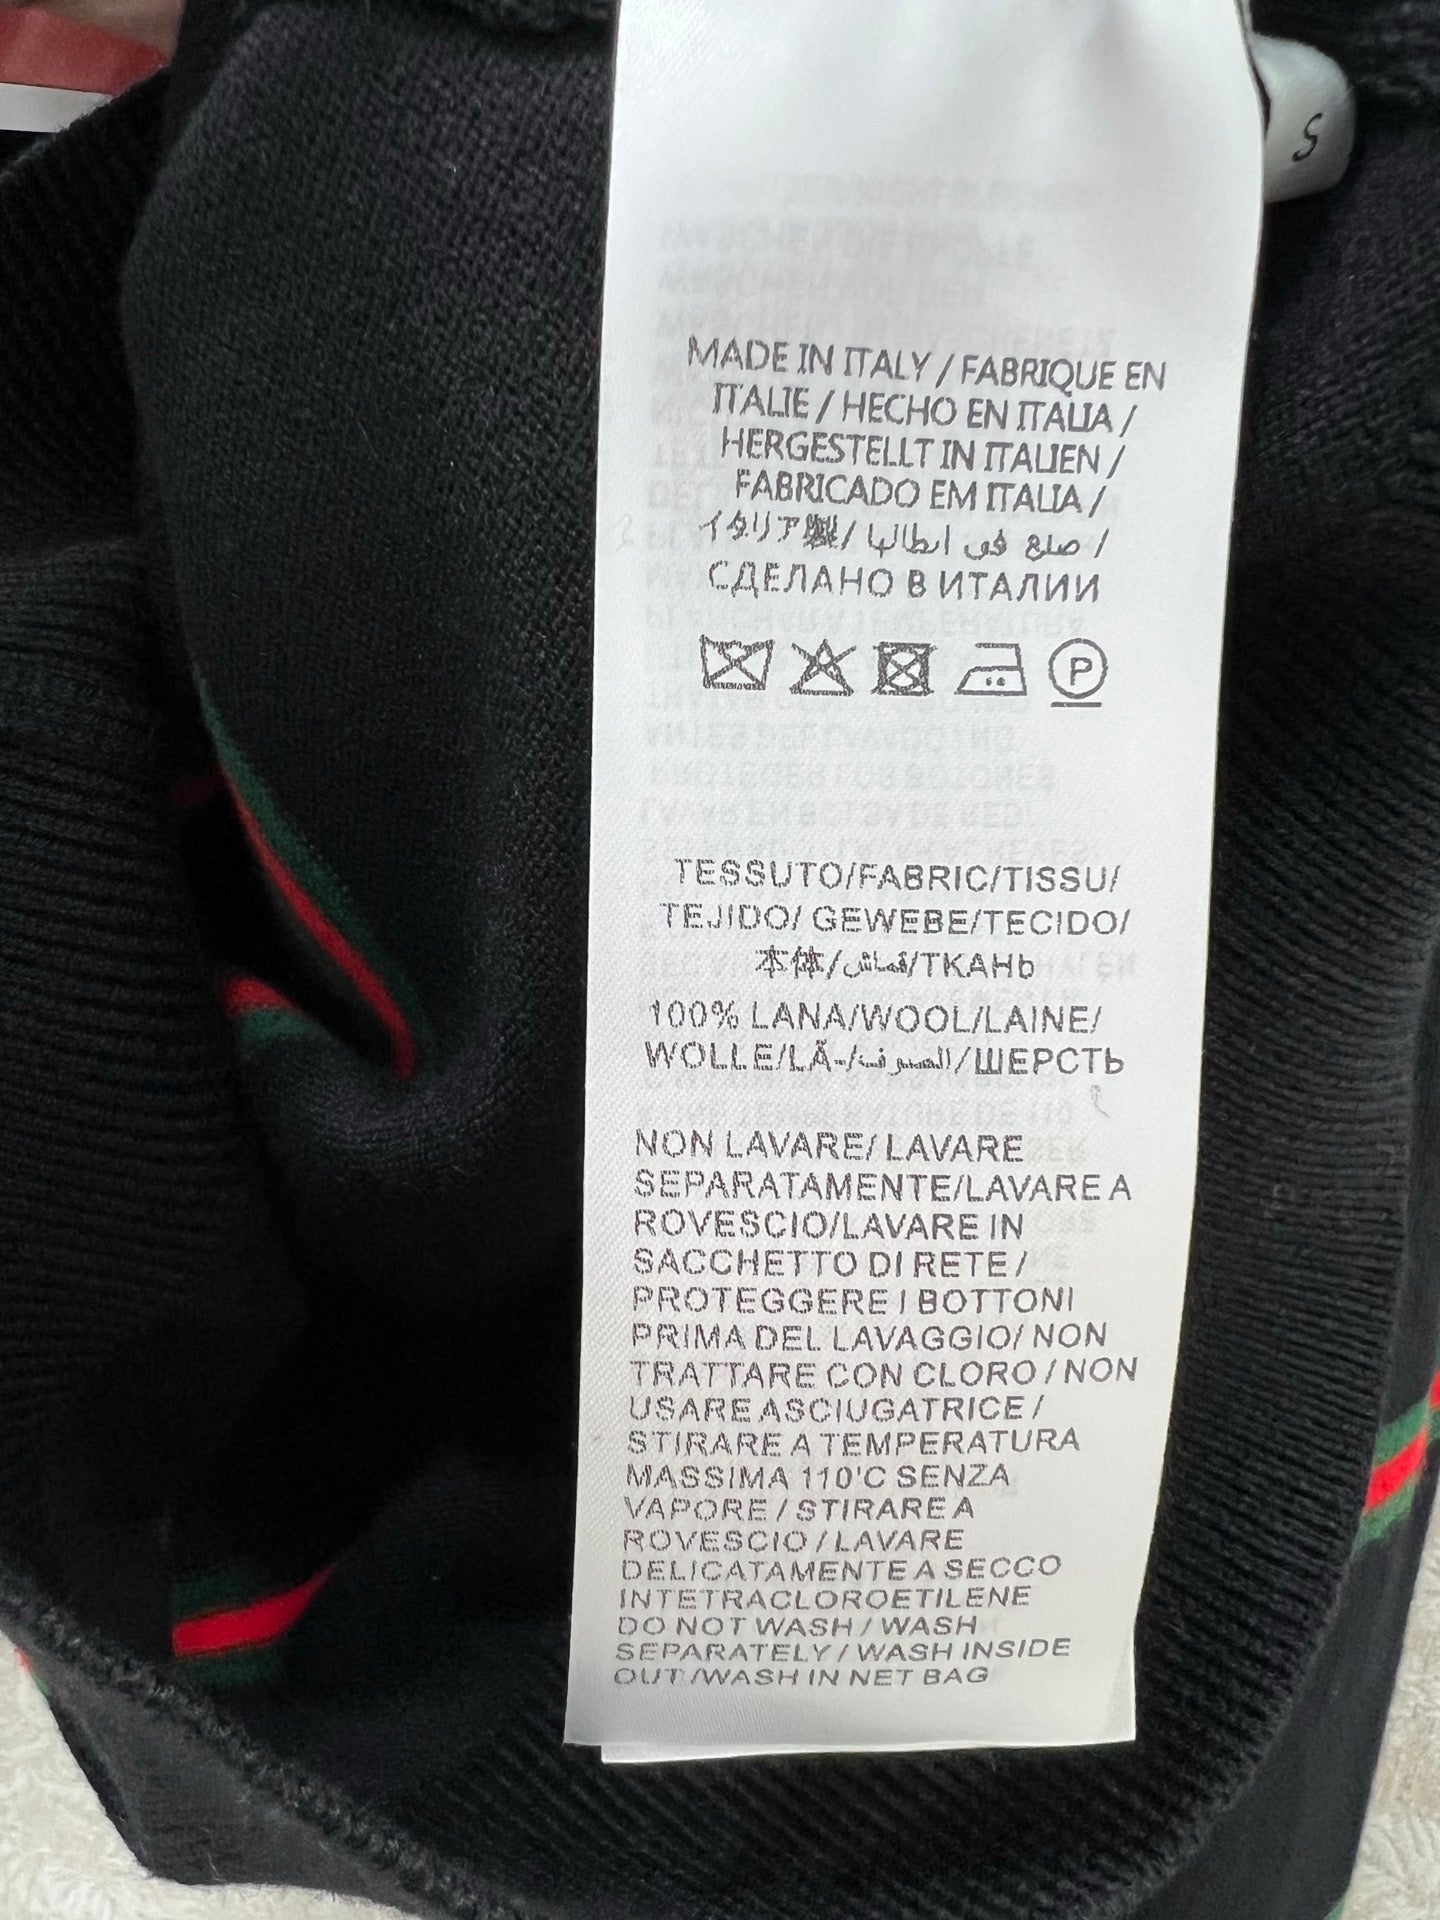 S
MADE IN ITALY / FABRIQUE EN
ITALIE / HECHO EN ITALIA /
HERGESTELLT IN ITALIEN /
FABRICADO EM ITALIA /
イタリア製/ صنع في ايطاليا /
СДЕЛАНО В ИТАЛИИ
P
TESSUTO/FABRIC/TISSU/
TEJIDO/ GEWEBE/TECIDO/
本体/قماش/ТКАНЬ
100% LANA/WOOL/LAINE/
WOLLE/LÃ-/الصوف/ШЕРСТЬ
NON LAVARE/ LAVARE
SEPARATAMENTE/LAVARE A
ROVESCIO/LAVARE IN
SACCHETTO DI RETE /
PROTEGGERE I BOTTONI
PRIMA DEL LAVAGGIO/ NON
TRATTARE CON CLORO / NON
USARE ASCIUGATRICE /
STIRARE A TEMPERATURA
MASSIMA 110'C SENZA
VAPORE / STIRARE A
ROVESCIO / LAVARE
DELICATAMENTE A SECCO
INTETRACLOROETILENE
DO NOT WASH / WASH
SEPARATELY / WASH INSIDE
OUT /WASH IN NET BAG